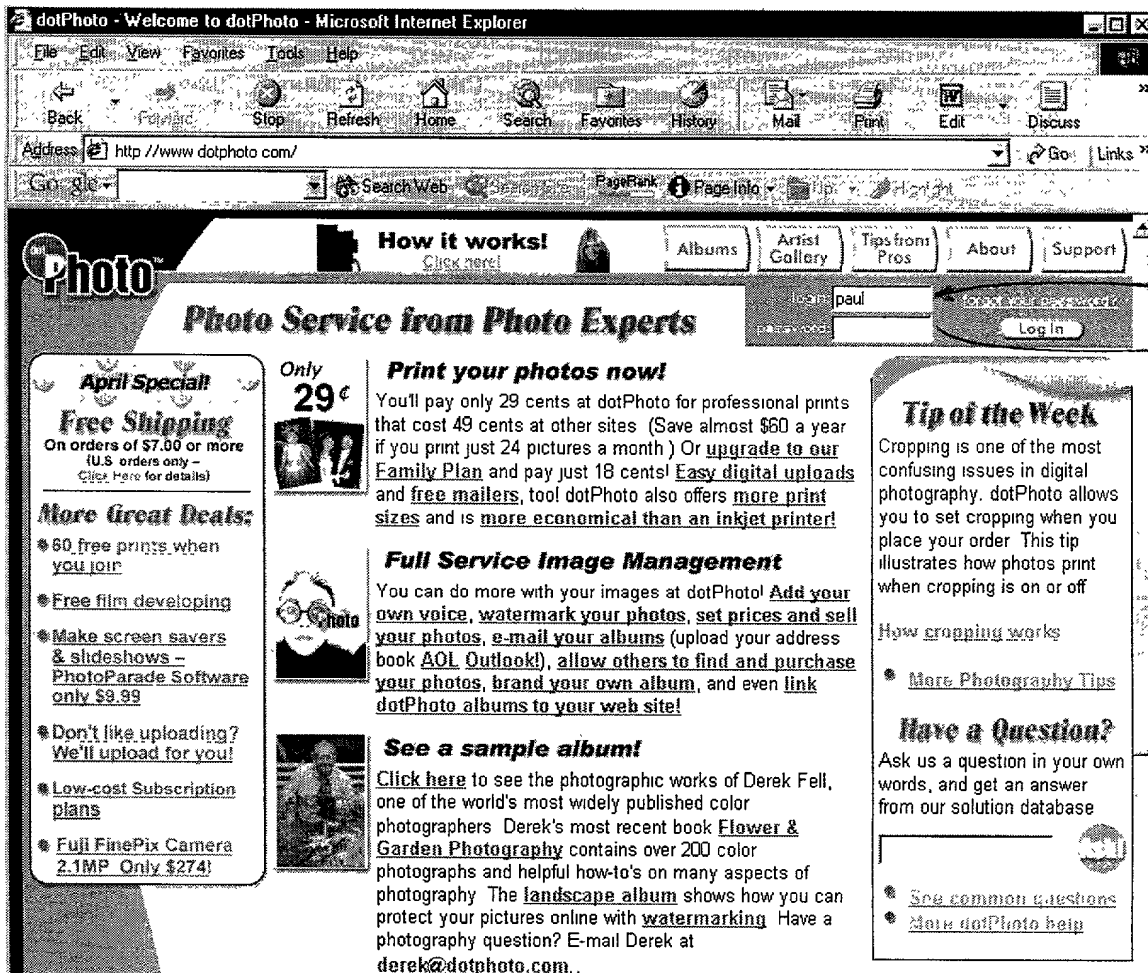 dotPhoto - Welcome to dotPhoto - Microsoft Internet Explorer
File Edit View Favorites Tools Help
Back Forward Stop Refresh Home Search Favorites History Mail Print Edit Discuss
Address http //www dotphoto com/ Go Links
Google Search Web PageRank Page Info Up Highlight
Photo
How it works!
Click here!
Albums
Artist Gallery
Tips from Pros
About
Support
login paul forgot your password?
password Log In
Photo Service from Photo Experts
April Special!
Free Shipping
On orders of $7.00 or more
(U.S. orders only –
Click Here for details)
More Great Deals:
60 free prints when
you join
Free film developing
Make screen savers
& slideshows –
PhotoParade Software
only $9.99
Don't like uploading?
We'll upload for you!
Low-cost Subscription
plans
Fuji FinePix Camera
2.1MP Only $274!
Only
29¢
Print your photos now!
You'll pay only 29 cents at dotPhoto for professional prints
that cost 49 cents at other sites (Save almost $60 a year
if you print just 24 pictures a month ) Or upgrade to our
Family Plan and pay just 18 cents! Easy digital uploads
and free mailers, too! dotPhoto also offers more print
sizes and is more economical than an inkjet printer!
Photo
Full Service Image Management
You can do more with your images at dotPhoto! Add your
own voice, watermark your photos, set prices and sell
your photos, e-mail your albums (upload your address
book AOL Outlook!), allow others to find and purchase
your photos, brand your own album, and even link
dotPhoto albums to your web site!
See a sample album!
Click here to see the photographic works of Derek Fell,
one of the world's most widely published color
photographers Derek's most recent book Flower &
Garden Photography contains over 200 color
photographs and helpful how-to's on many aspects of
photography The landscape album shows how you can
protect your pictures online with watermarking Have a
photography question? E-mail Derek at
derek@dotphoto.com..
Tip of the Week
Cropping is one of the most
confusing issues in digital
photography. dotPhoto allows
you to set cropping when you
place your order This tip
illustrates how photos print
when cropping is on or off
How cropping works
More Photography Tips
Have a Question?
Ask us a question in your own
words, and get an answer
from our solution database
See common questions
More dotPhoto help